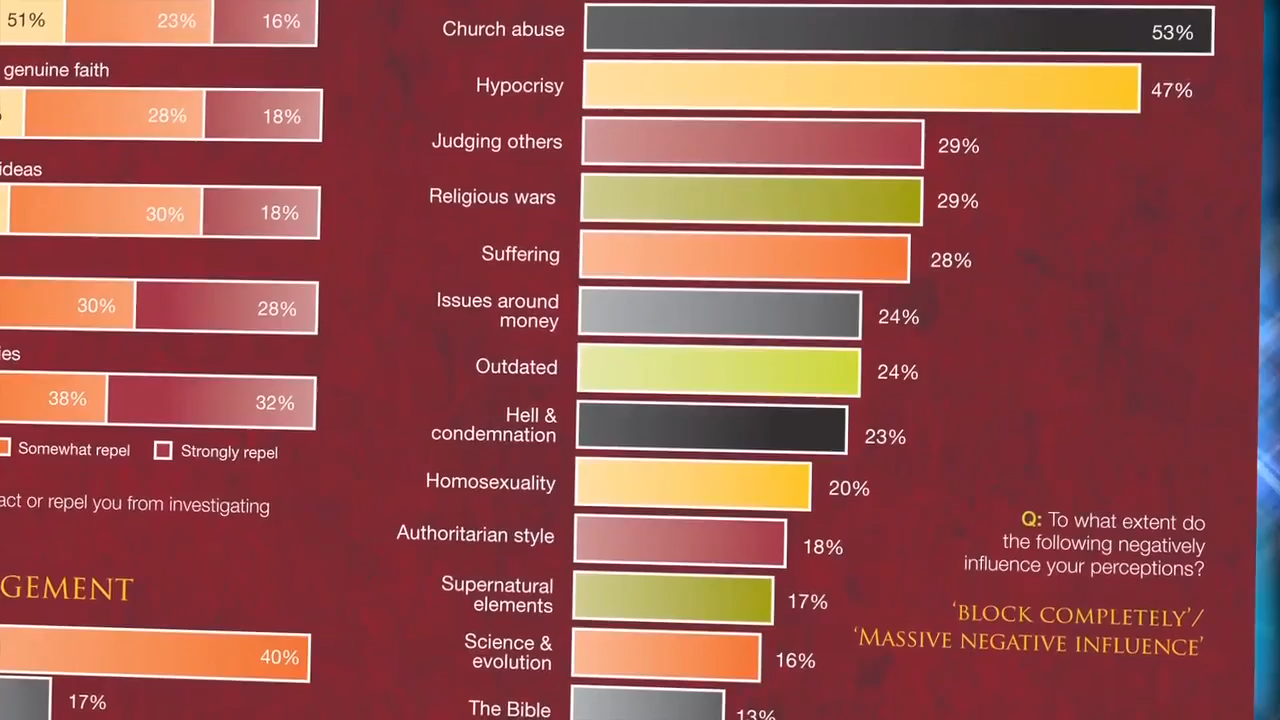 51% 23% 16%
genuine faith
28% 18%
ideas
30% 18%
30% 28%
ies
38% 32%
Somewhat repel Strongly repel
act or repel you from investigating
GEMENT
40%
17%
Church abuse 53%
Hypocrisy 47%
Judging others 29%
Religious wars 29%
Suffering 28%
Issues around
money 24%
Outdated 24%
Hell &
condemnation 23%
Homosexuality 20%
Authoritarian style 18%
Supernatural
elements 17%
Science &
evolution 16%
The Bible 13%
Q: To what extent do
the following negatively
influence your perceptions?
‘BLOCK COMPLETELY’/
‘MASSIVE NEGATIVE INFLUENCE’